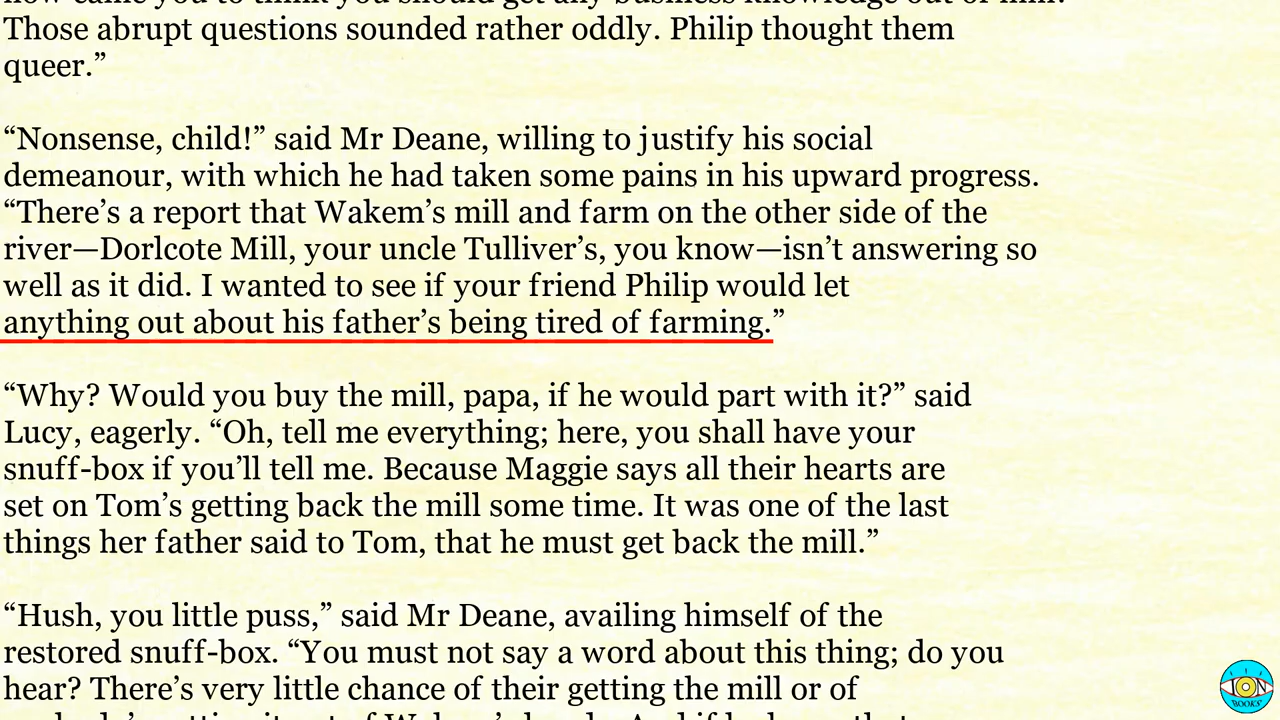 Those abrupt questions sounded rather oddly. Philip thought them
queer.”
“Nonsense, child!” said Mr Deane, willing to justify his social
demeanour, with which he had taken some pains in his upward progress.
“There’s a report that Wakem’s mill and farm on the other side of the
river—Dorlcote Mill, your uncle Tulliver’s, you know—isn’t answering so
well as it did. I wanted to see if your friend Philip would let
anything out about his father’s being tired of farming.”
“Why? Would you buy the mill, papa, if he would part with it?” said
Lucy, eagerly. “Oh, tell me everything; here, you shall have your
snuff-box if you’ll tell me. Because Maggie says all their hearts are
set on Tom’s getting back the mill some time. It was one of the last
things her father said to Tom, that he must get back the mill.”
“Hush, you little puss,” said Mr Deane, availing himself of the
restored snuff-box. “You must not say a word about this thing; do you
hear? There’s very little chance of their getting the mill or of
ION
BOOKS